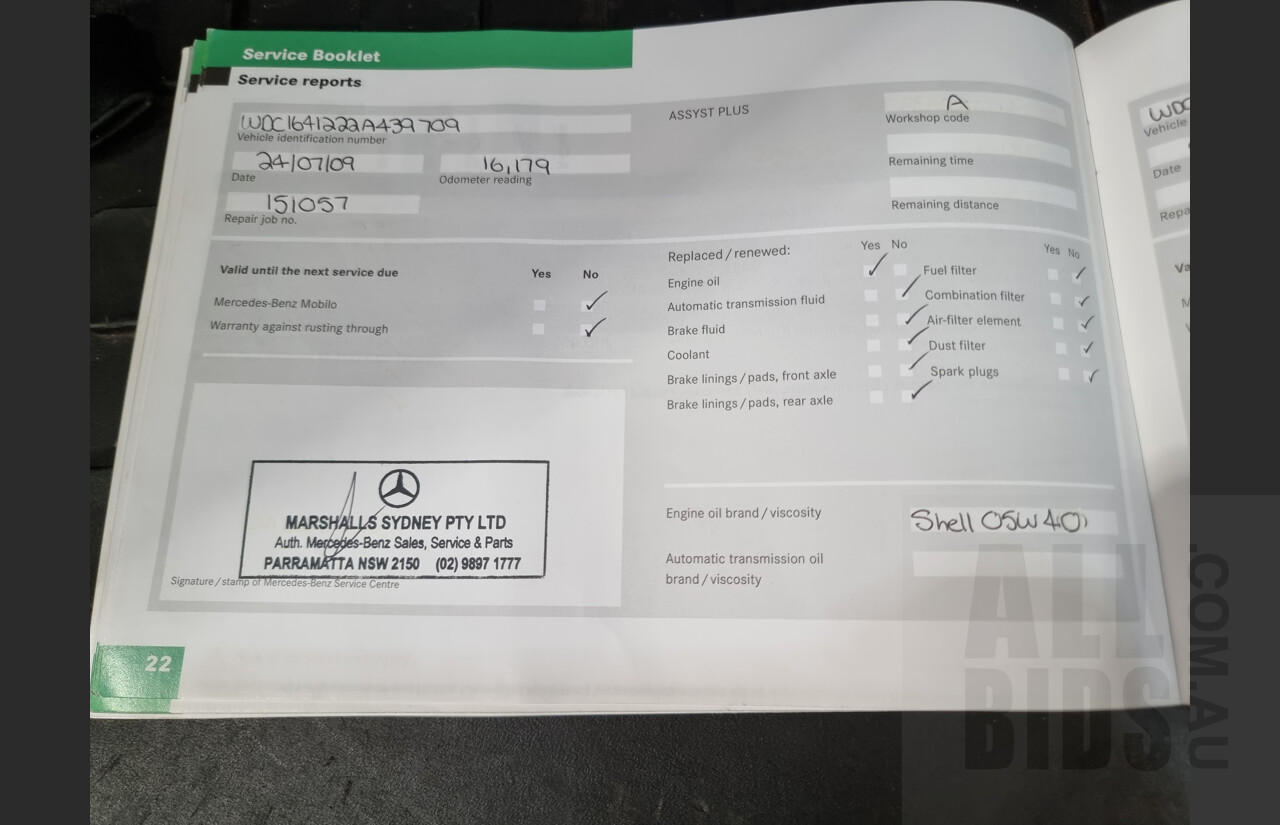 Service Booklet
Service reports
WDC1641222A439709
Vehicle identification number
24/07/09
Date
16,179
Odometer reading
151057
Repair job no.
ASSYST PLUS
A
Workshop code
Remaining time
Remaining distance
Valid until the next service due Yes No
Mercedes-Benz Mobilo
Warranty against rusting through
Replaced / renewed: Yes No
Engine oil
Automatic transmission fluid
Brake fluid
Coolant
Brake linings / pads, front axle
Brake linings / pads, rear axle
Yes No
Fuel filter
Combination filter
Air-filter element
Dust filter
Spark plugs
MARSHALLS SYDNEY PTY LTD
Auth. Mercedes-Benz Sales, Service & Parts
PARRAMATTA NSW 2150 (02) 9897 1777
Signature / stamp of Mercedes-Benz Service Centre
Engine oil brand / viscosity
Shell 05W40
Automatic transmission oil
brand / viscosity
22
WDC
Vehicle
Date
Repa
Va
ALL
BIDS
.COM.AU